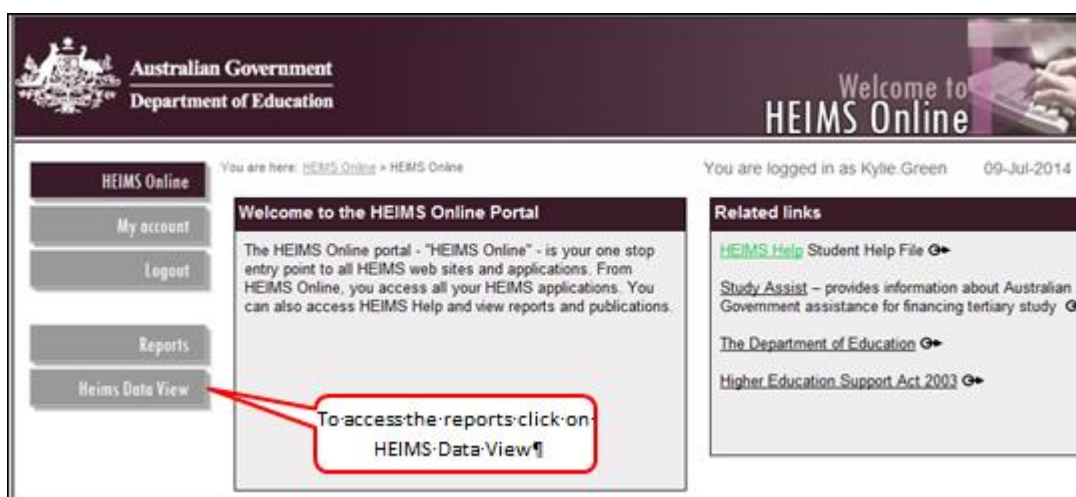 Australian Government
Department of Education
Welcome to
HEIMS Online
You are here: HEIMS Online > HEIMS Online
You are logged in as Kylie Green 09-Jul-2014
HEIMS Online
My account
Logout
Reports
Heims Data View
Welcome to the HEIMS Online Portal
The HEIMS Online portal - "HEIMS Online" - is your one stop
entry point to all HEIMS web sites and applications. From
HEIMS Online, you access all your HEIMS applications. You
can also access HEIMS Help and view reports and publications.
To·access·the·reports·click·on·
HEIMS·Data·View¶
Related links
HEIMS Help Student Help File
Study Assist – provides information about Australian
Government assistance for financing tertiary study
The Department of Education
Higher Education Support Act 2003